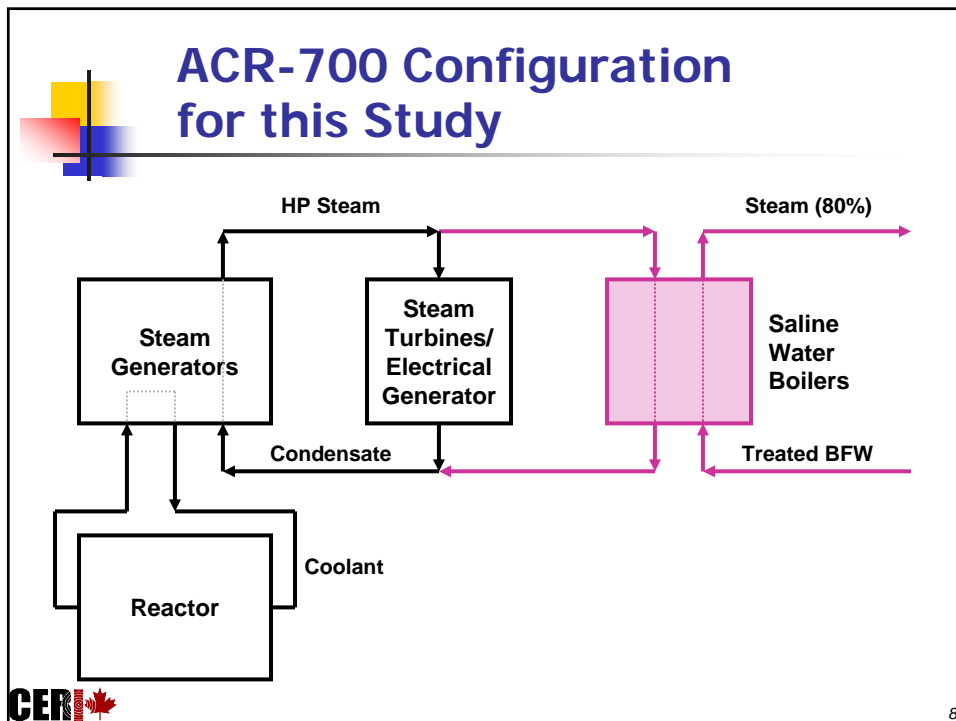 ACR-700 Configuration
for this Study
HP Steam
Steam (80%)
Steam
Generators
Steam
Turbines/
Electrical
Generator
Saline
Water
Boilers
Condensate
Treated BFW
Coolant
Reactor
CERI
8